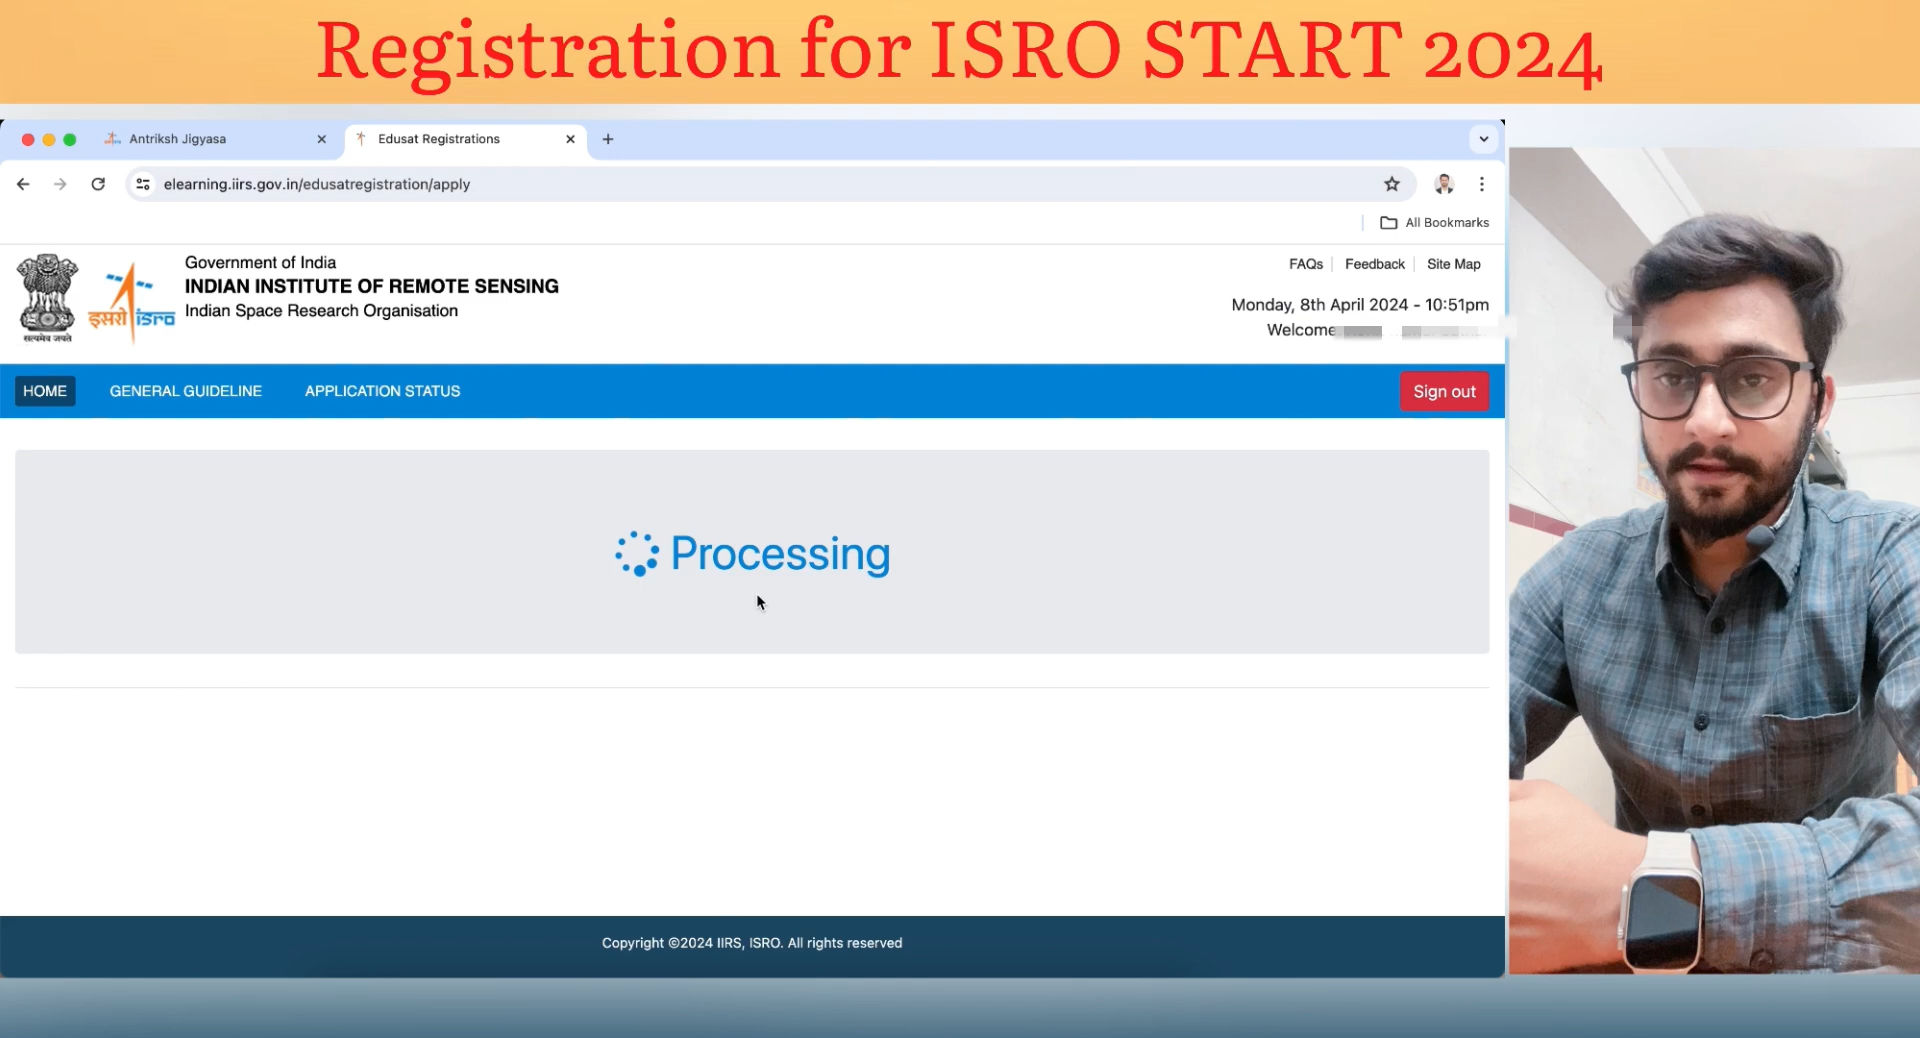 Registration for ISRO START 2024
Antriksh Jigyasa
Edusat Registrations
elearning.iirs.gov.in/edusatregistration/apply
All Bookmarks
Government of India
INDIAN INSTITUTE OF REMOTE SENSING
Indian Space Research Organisation
सत्यमेव जयते
इसरो isro
FAQs
Feedback
Site Map
Monday, 8th April 2024 - 10:51pm
Welcome
HOME
GENERAL GUIDELINE
APPLICATION STATUS
Sign out
Processing
Copyright ©2024 IIRS, ISRO. All rights reserved